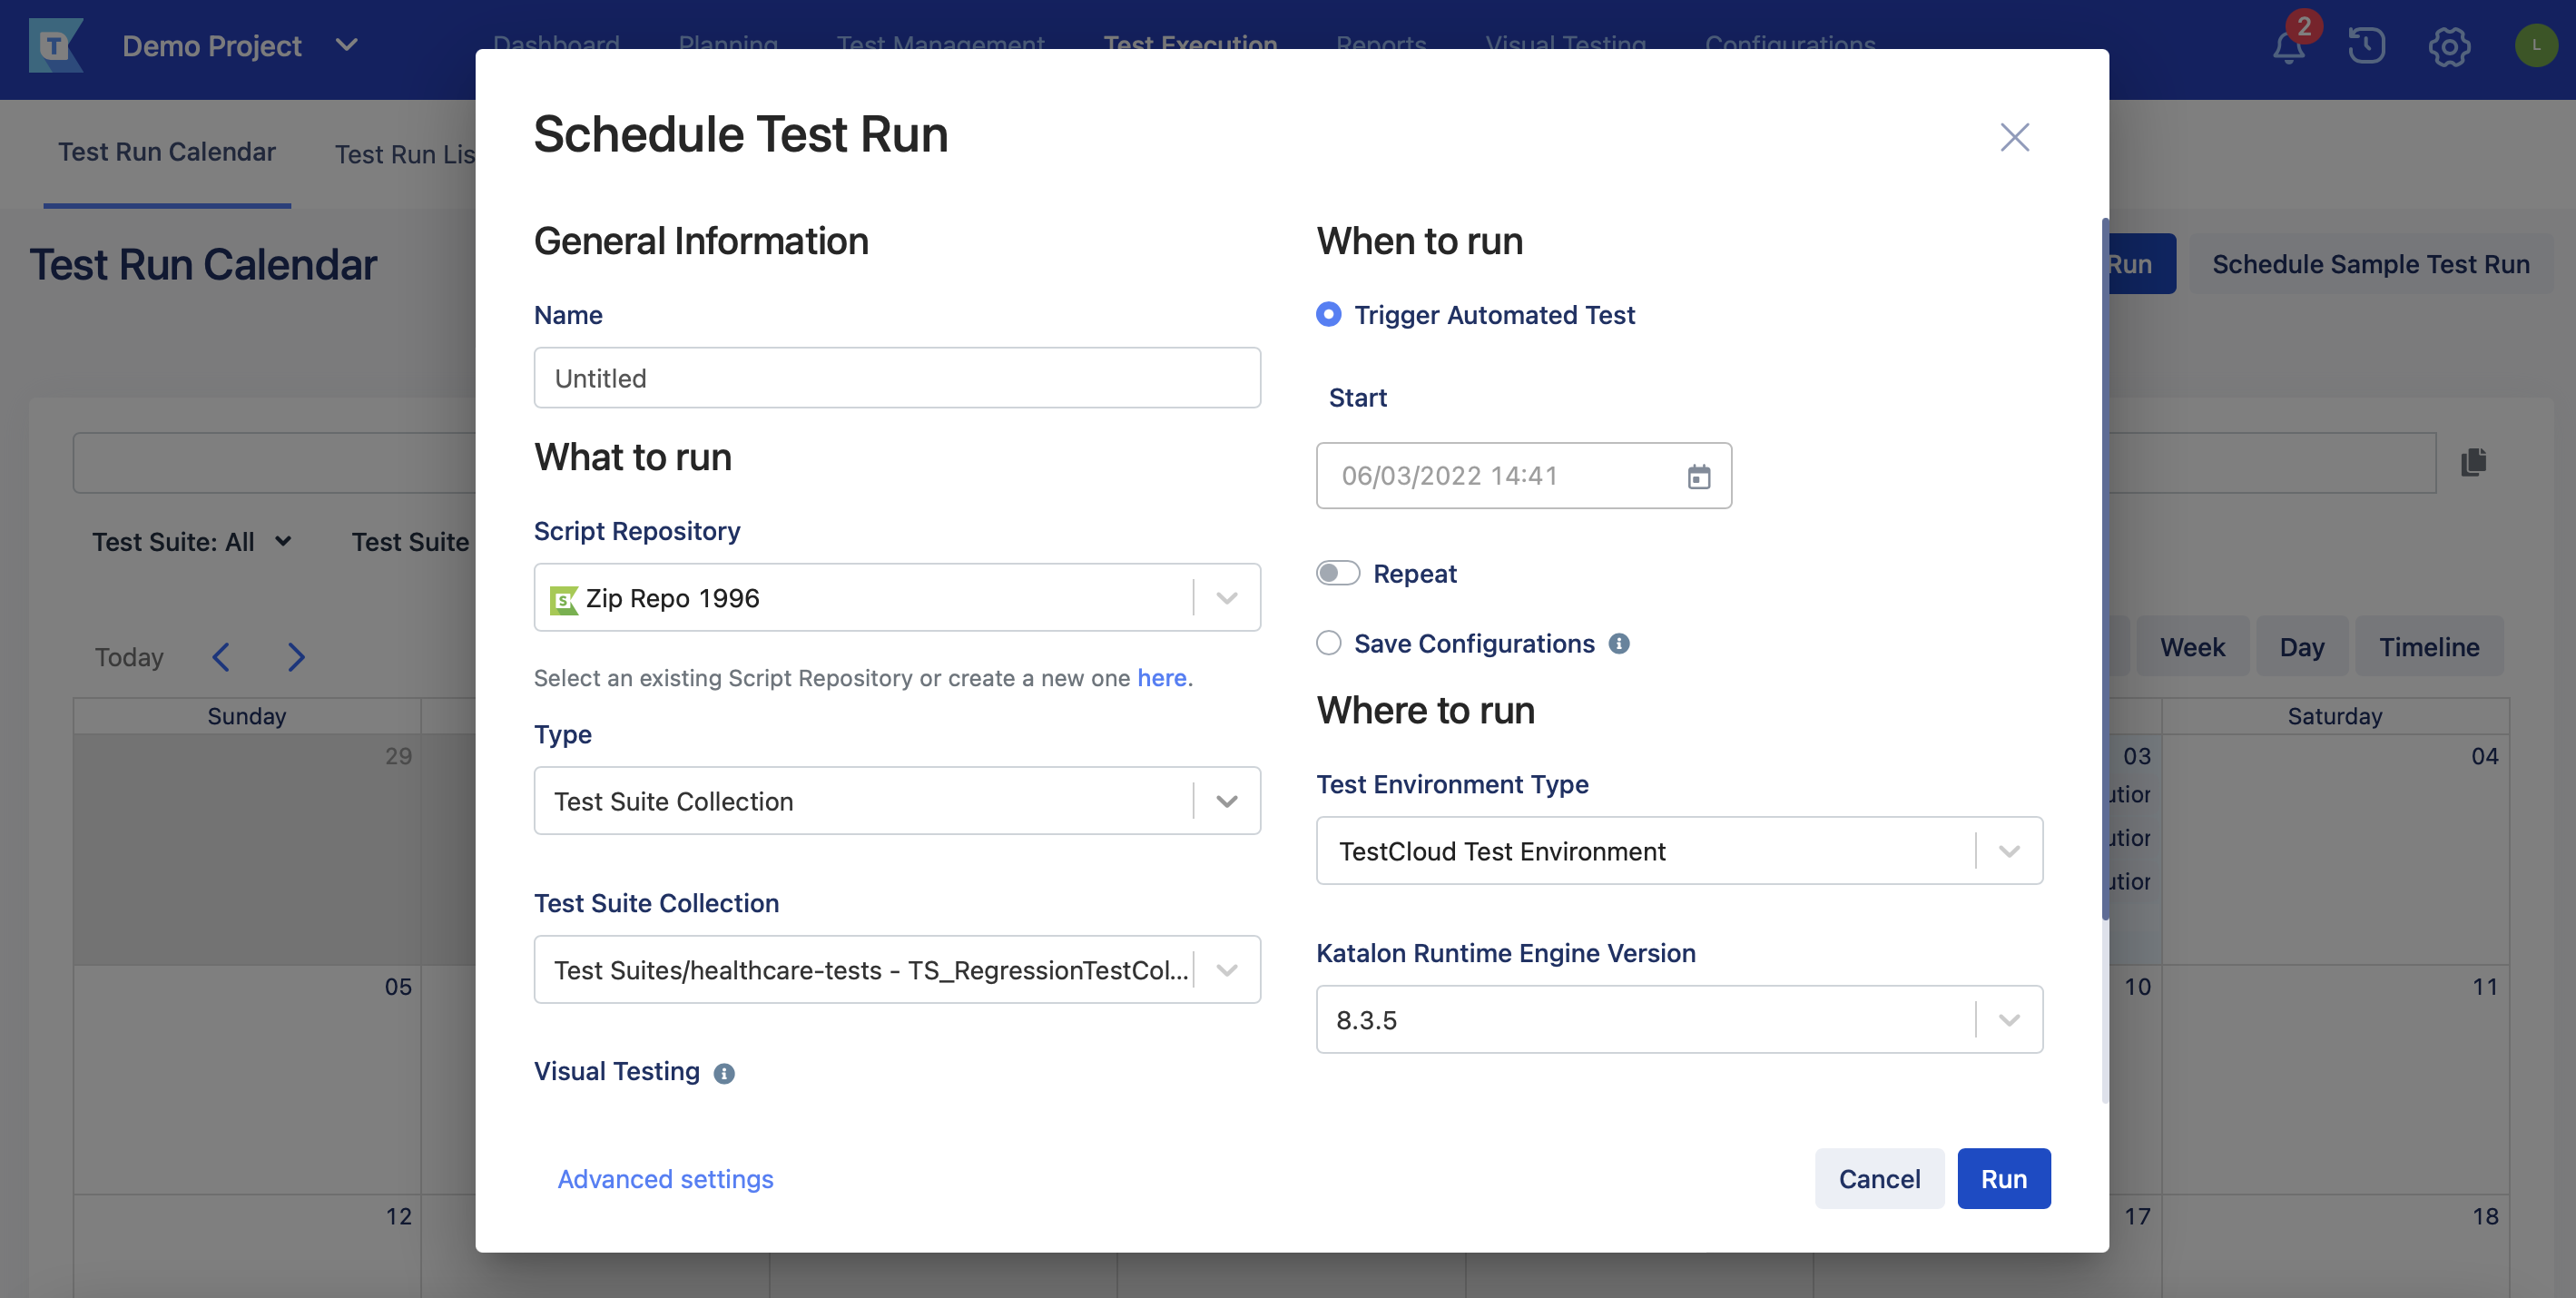 T
Demo Project
Dashboard Planning Test Management Test Execution Reports Visual Testing Configurations
2
L
Test Run Calendar
Test Run Lis
Test Run Calendar
Run
Schedule Sample Test Run
Test Suite: All
Test Suite
Today
Week
Day
Timeline
Sunday
Saturday
29
03
04
05
10
11
12
17
18
Schedule Test Run
General Information
Name
Untitled
What to run
Script Repository
S
Zip Repo 1996
Select an existing Script Repository or create a new one here.
Type
Test Suite Collection
Test Suite Collection
Test Suites/healthcare-tests - TS_RegressionTestCol...
Visual Testing
Advanced settings
When to run
Trigger Automated Test
Start
06/03/2022 14:41
Repeat
Save Configurations
Where to run
Test Environment Type
TestCloud Test Environment
Katalon Runtime Engine Version
8.3.5
Cancel
Run